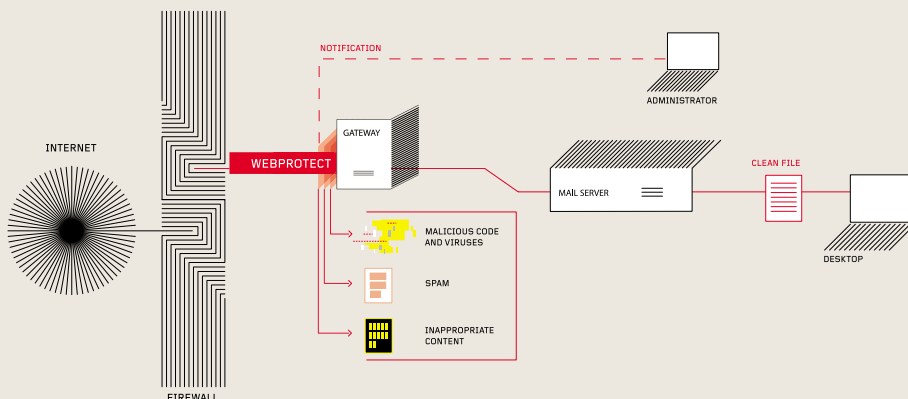 NOTIFICATION
ADMINISTRATOR
GATEWAY
INTERNET
WEBPROTECT
CLEAN FILE
MAIL SERVER
MALICIOUS CODE
AND VIRUSES
DESKTOP
SPAM
INAPPROPRIATE
CONTENT
FIREWALL